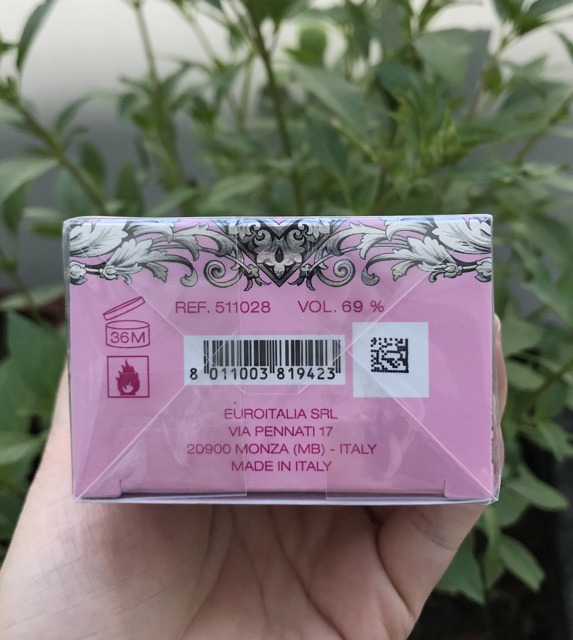 REF. 511028 VOL. 69 %
36M
8 011003 819423
EUROITALIA SRL
VIA PENNATI 17
20900 MONZA (MB) - ITALY
MADE IN ITALY